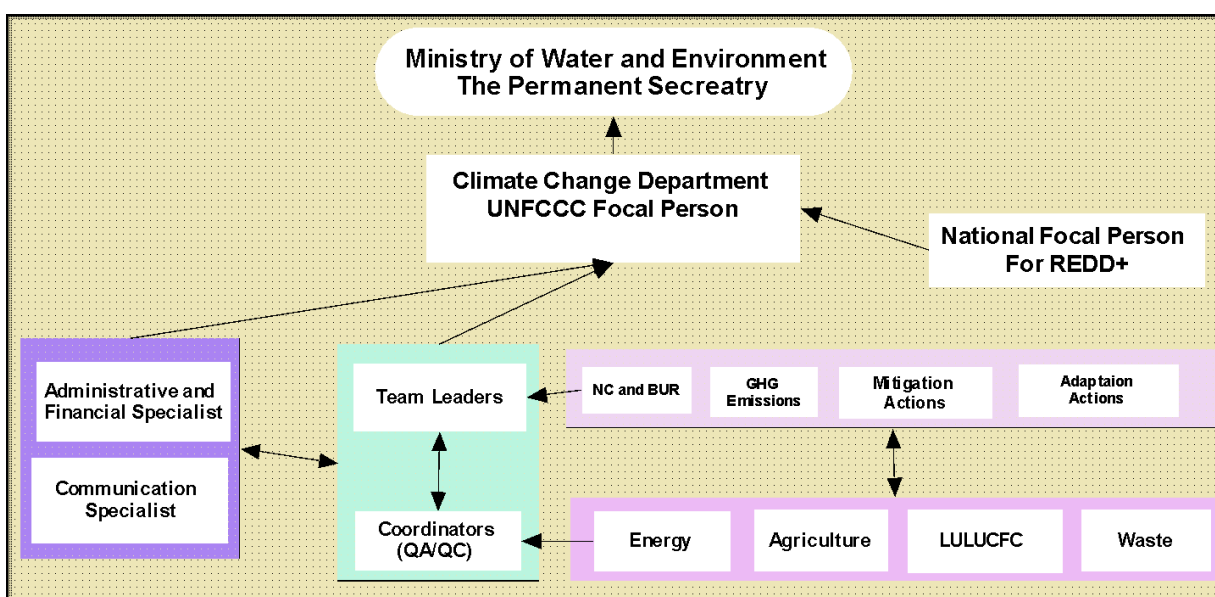 Ministry of Water and Environment
The Permanent Secreatry
Climate Change Department
UNFCCC Focal Person
National Focal Person
For REDD+
Administrative and
Financial Specialist
Communication
Specialist
Team Leaders
Coordinators
(QA/QC)
NC and BUR
GHG
Emissions
Mitigation
Actions
Adaptaion
Actions
Energy
Agriculture
LULUCFC
Waste